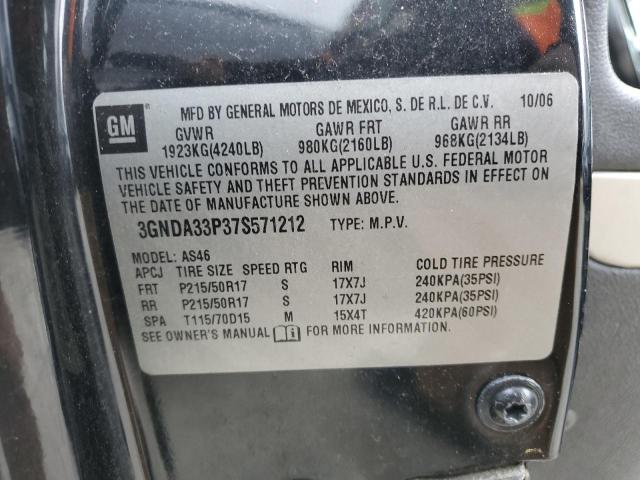 GM ® MFD BY GENERAL MOTORS DE MEXICO, S. DE R.L. DE C.V. 10/06
GVWR GAWR FRT GAWR RR
1923KG(4240LB) 980KG(2160LB) 968KG(2134LB)
THIS VEHICLE CONFORMS TO ALL APPLICABLE U.S. FEDERAL MOTOR
VEHICLE SAFETY AND THEFT PREVENTION STANDARDS IN EFFECT ON
THE DATE OF MANUFACTURE SHOWN ABOVE.
3GNDA33P37S571212 TYPE: M.P.V.
MODEL: AS46
APCJ TIRE SIZE SPEED RTG RIM COLD TIRE PRESSURE
FRT P215/50R17 S 17X7J 240KPA(35PSI)
RR P215/50R17 S 17X7J 240KPA(35PSI)
SPA T115/70D15 M 15X4T 420KPA(60PSI)
SEE OWNER'S MANUAL FOR MORE INFORMATION.